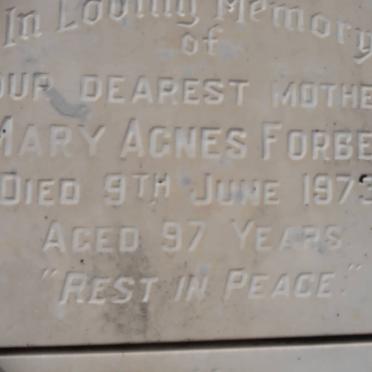 In Loving Memory
of
OUR DEAREST MOTHE
MARY AGNES FORBE
DIED 9TH JUNE 1973
AGED 97 YEARS
"REST IN PEACE."